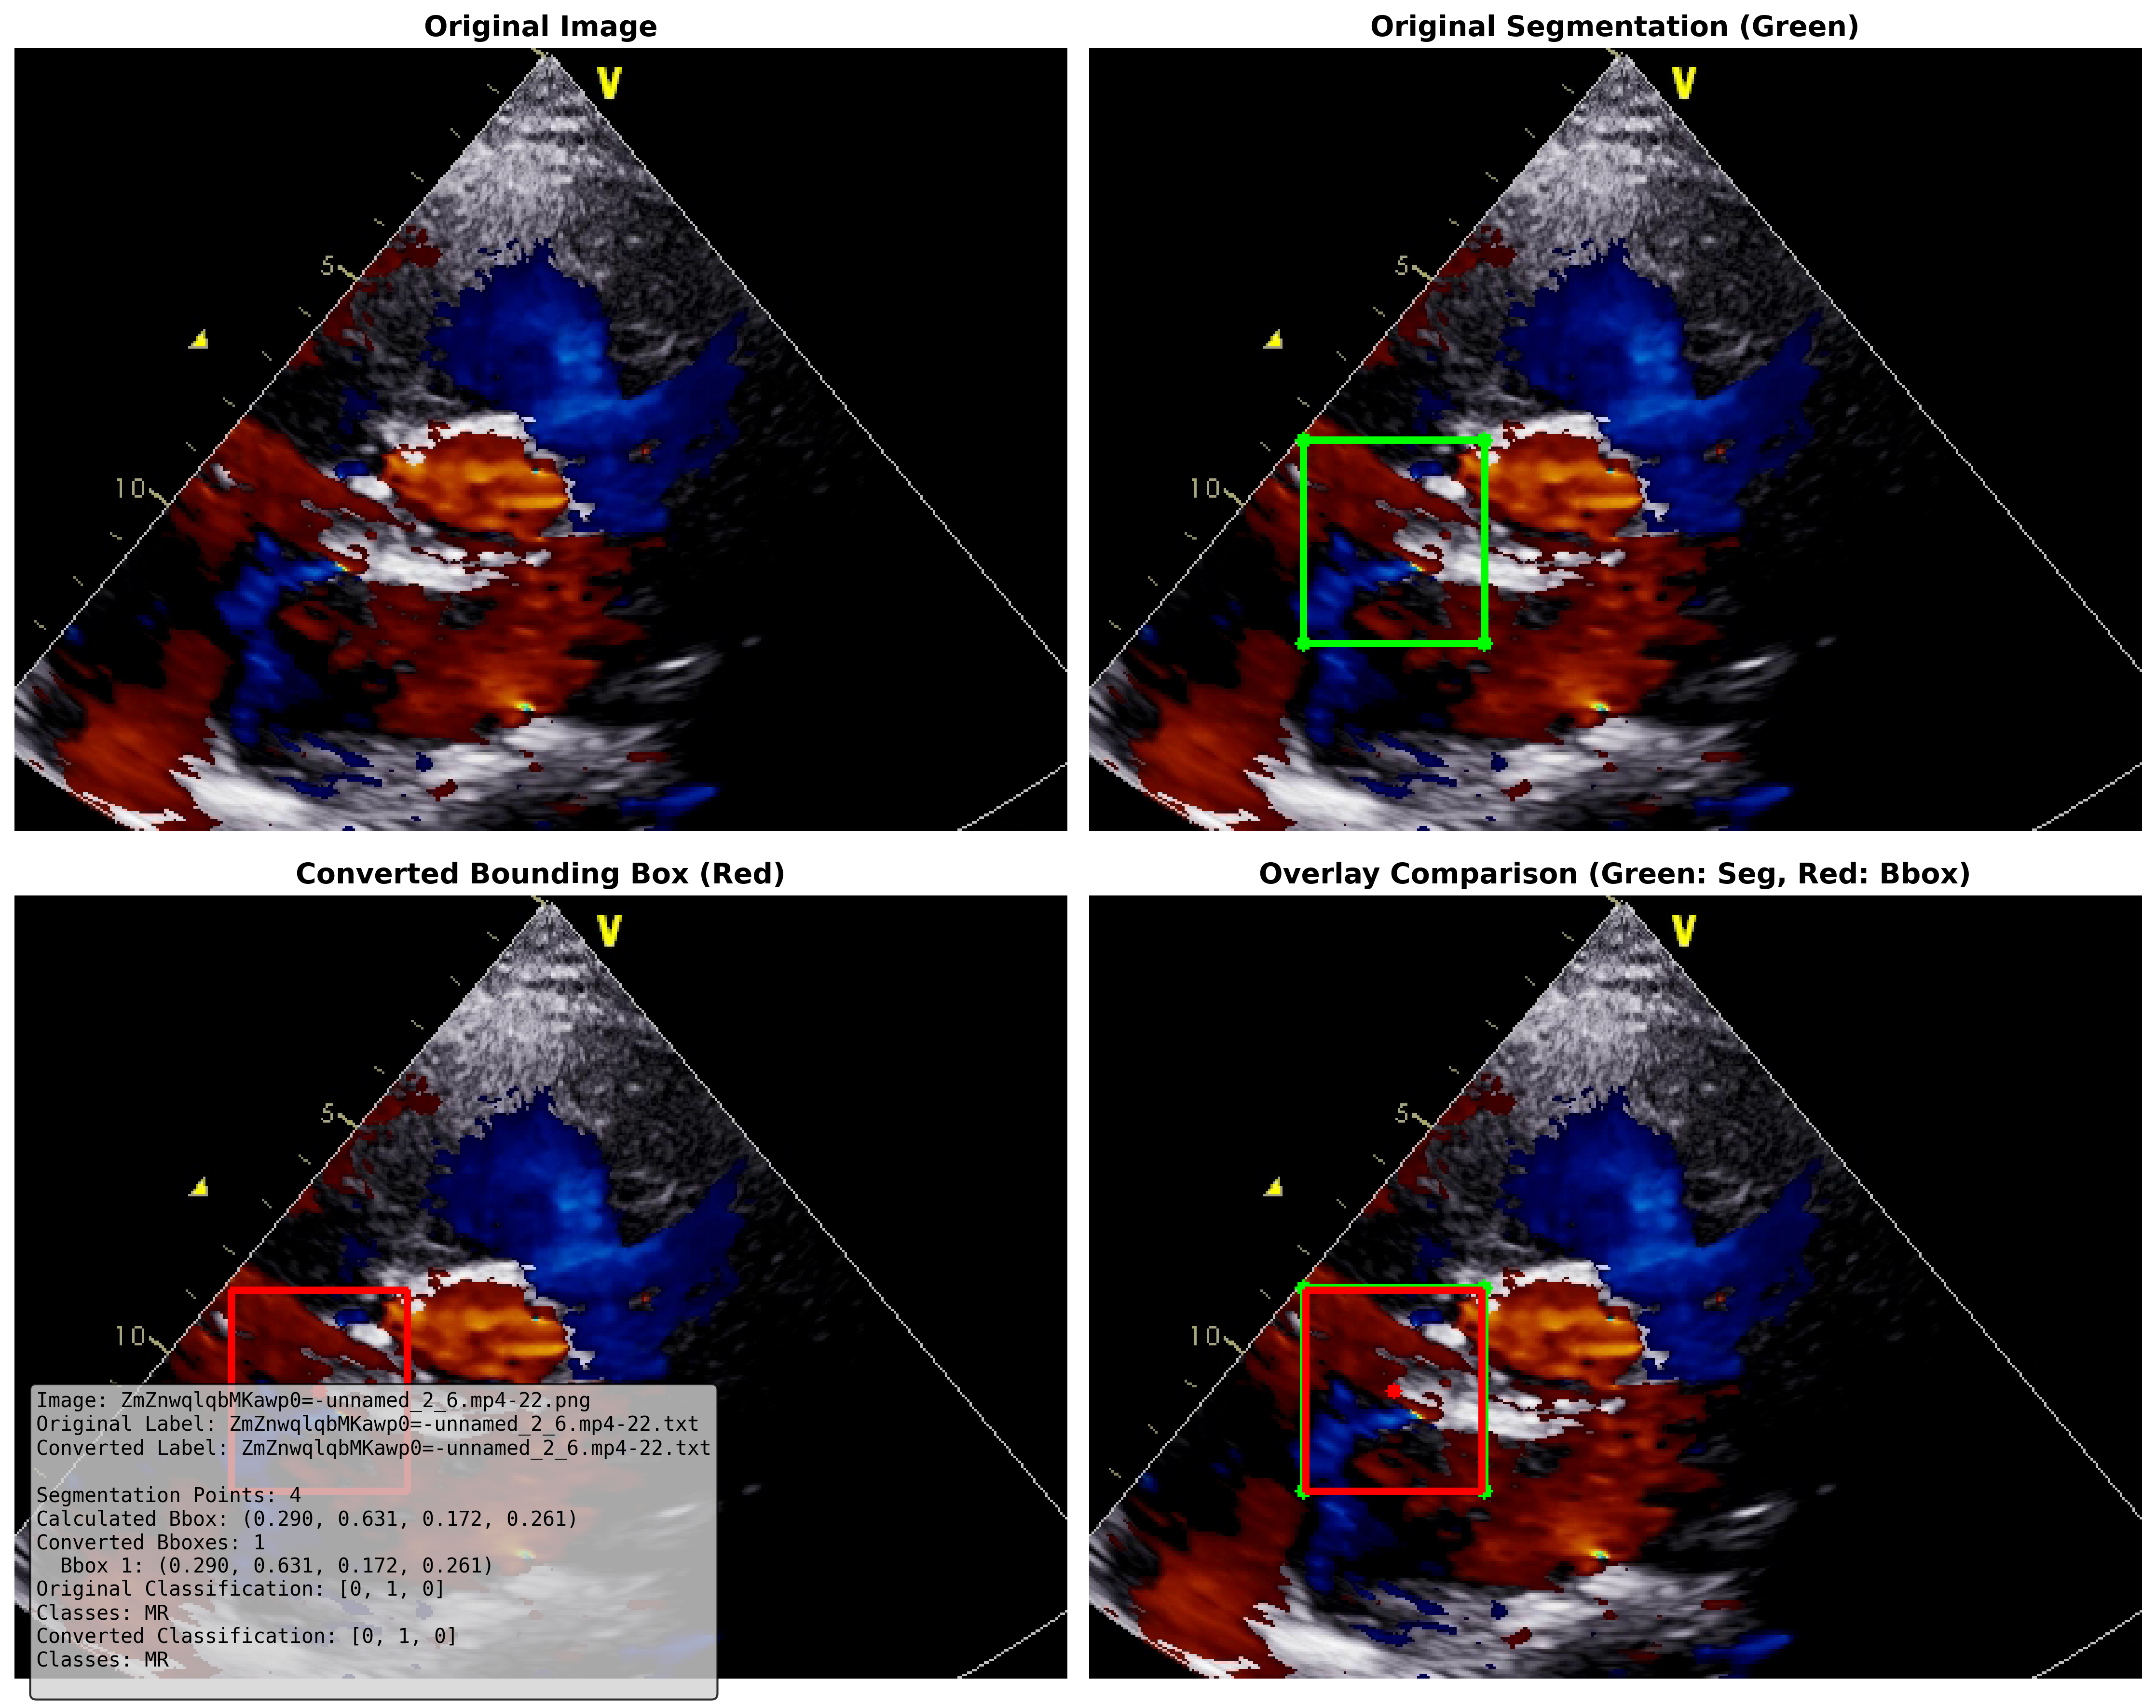 Original Image
Original Segmentation (Green)
V
5
10
V
5
10
Converted Bounding Box (Red)
Overlay Comparison (Green: Seg, Red: Bbox)
V
5
10
V
5
10
Image: ZmZnwqlqbMKawp0=-unnamed_2_6.mp4-22.png
Original Label: ZmZnwqlqbMKawp0=-unnamed_2_6.mp4-22.txt
Converted Label: ZmZnwqlqbMKawp0=-unnamed_2_6.mp4-22.txt
Segmentation Points: 4
Calculated Bbox: (0.290, 0.631, 0.172, 0.261)
Converted Bboxes: 1
Bbox 1: (0.290, 0.631, 0.172, 0.261)
Original Classification: [0, 1, 0]
Classes: MR
Converted Classification: [0, 1, 0]
Classes: MR